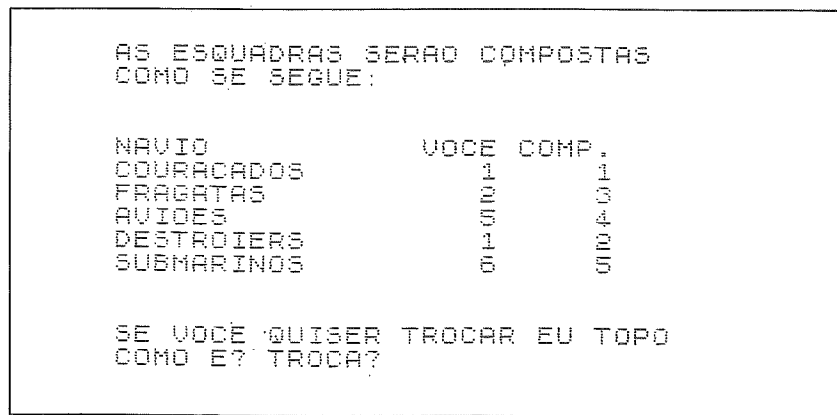 AS ESQUADRAS SERAO COMPOSTAS
COMO SE SEGUE:
NAVIO VOCE COMP.
COURACADOS 1 1
FRAGATAS 2 3
AVIOES 5 4
DESTROIERS 1 2
SUBMARINOS 6 5
SE VOCE QUISER TROCAR EU TOPO
COMO E? TROCA?